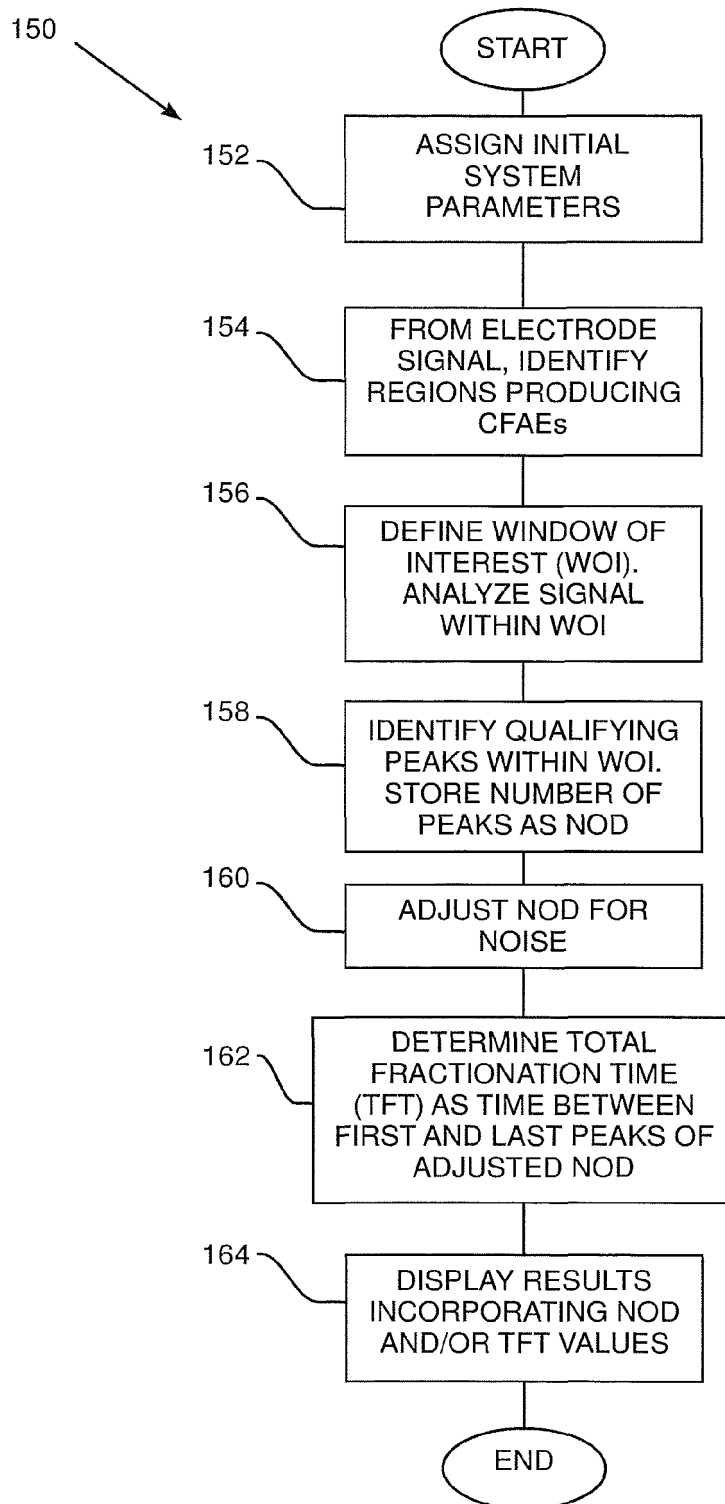 150
START
152
ASSIGN INITIAL
SYSTEM
PARAMETERS
154
FROM ELECTRODE
SIGNAL, IDENTIFY
REGIONS PRODUCING
CFAEs
156
DEFINE WINDOW OF
INTEREST (WOI).
ANALYZE SIGNAL
WITHIN WOI
158
IDENTIFY QUALIFYING
PEAKS WITHIN WOI.
STORE NUMBER OF
PEAKS AS NOD
160
ADJUST NOD FOR
NOISE
162
DETERMINE TOTAL
FRACTIONATION TIME
(TFT) AS TIME BETWEEN
FIRST AND LAST PEAKS OF
ADJUSTED NOD
164
DISPLAY RESULTS
INCORPORATING NOD
AND/OR TFT VALUES
END